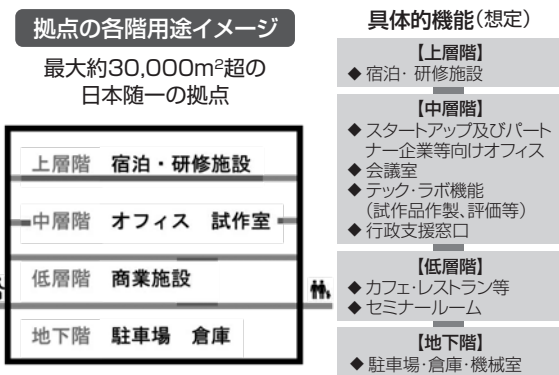 拠点の各階用途イメージ
最大約30,000m²超の
日本随一の拠点
上層階 宿泊・研修施設
中層階 オフィス 試作室
低層階 商業施設
地下階 駐車場 倉庫
具体的機能(想定)
【上層階】
◆宿泊・研修施設
【中層階】
◆スタートアップ及びパート
ナー企業等向けオフィス
◆会議室
◆テック・ラボ機能
(試作品作製、評価等)
◆行政支援窓口
【低層階】
◆カフェ・レストラン等
◆セミナールーム
【地下階】
◆駐車場・倉庫・機械室